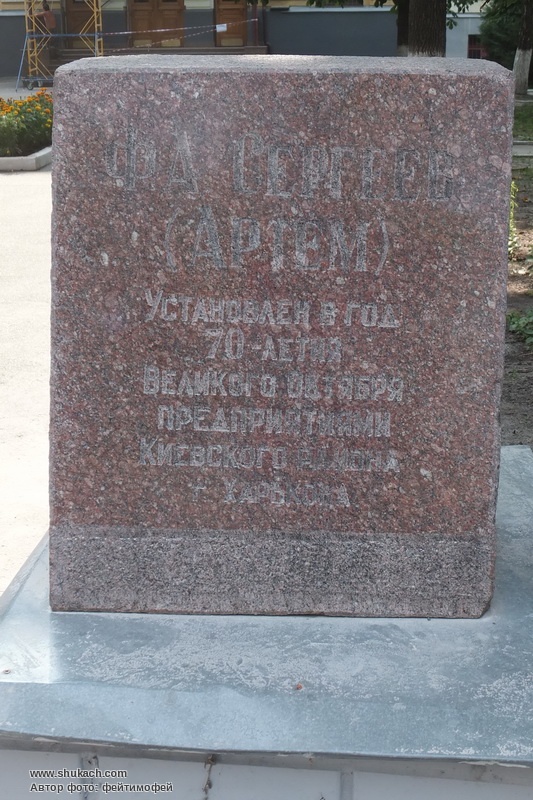 Ф.А. Сергеев
(Артем)
Установлен в год
70-летия
Великого октября
предприятиями
Киевского района
г. Харькова
www.shukach.com
Автор фото: фейтимофей